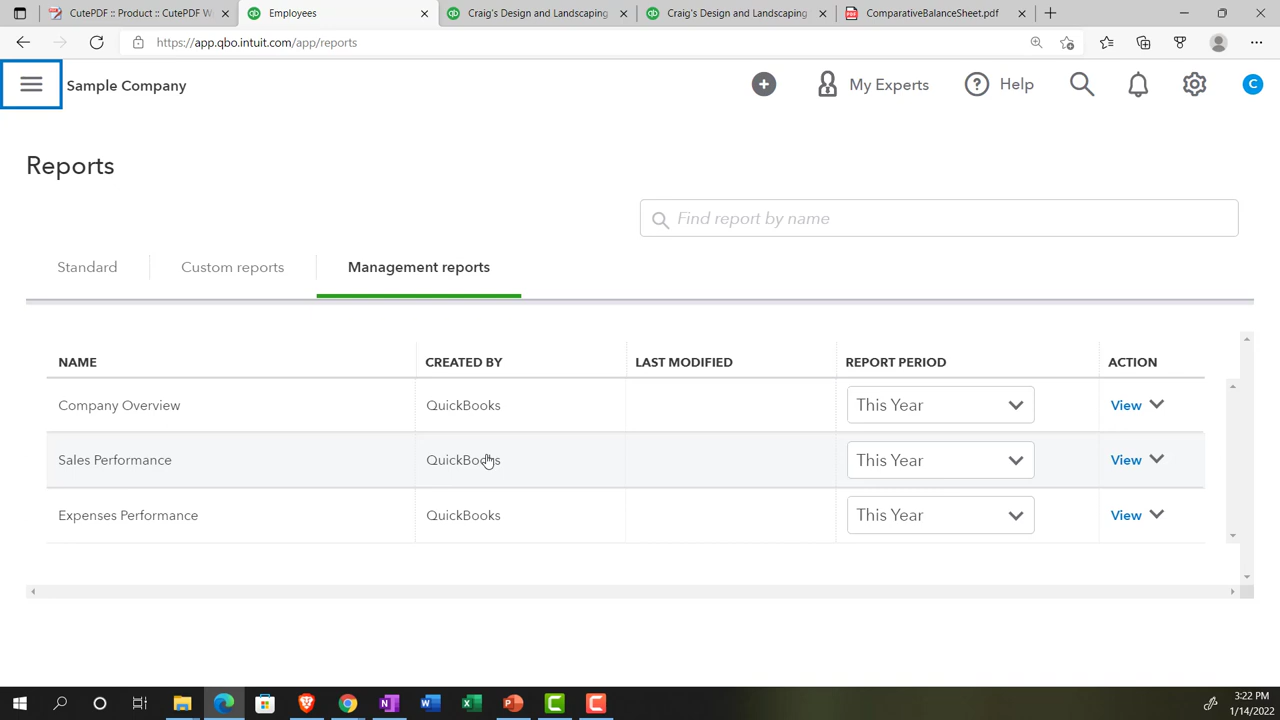 CutePDF :: Product :: CutePDF W
Employees
Craig's Design and Landscaping
Craig's Design and Landscaping
ComparativeBalanceSheet.pdf
https://app.qbo.intuit.com/app/reports
Sample Company
My Experts
Help
C
Reports
Find report by name
Standard
Custom reports
Management reports
NAME CREATED BY LAST MODIFIED REPORT PERIOD ACTION
Company Overview QuickBooks This Year View
Sales Performance QuickBooks This Year View
Expenses Performance QuickBooks This Year View
3:22 PM
1/14/2022